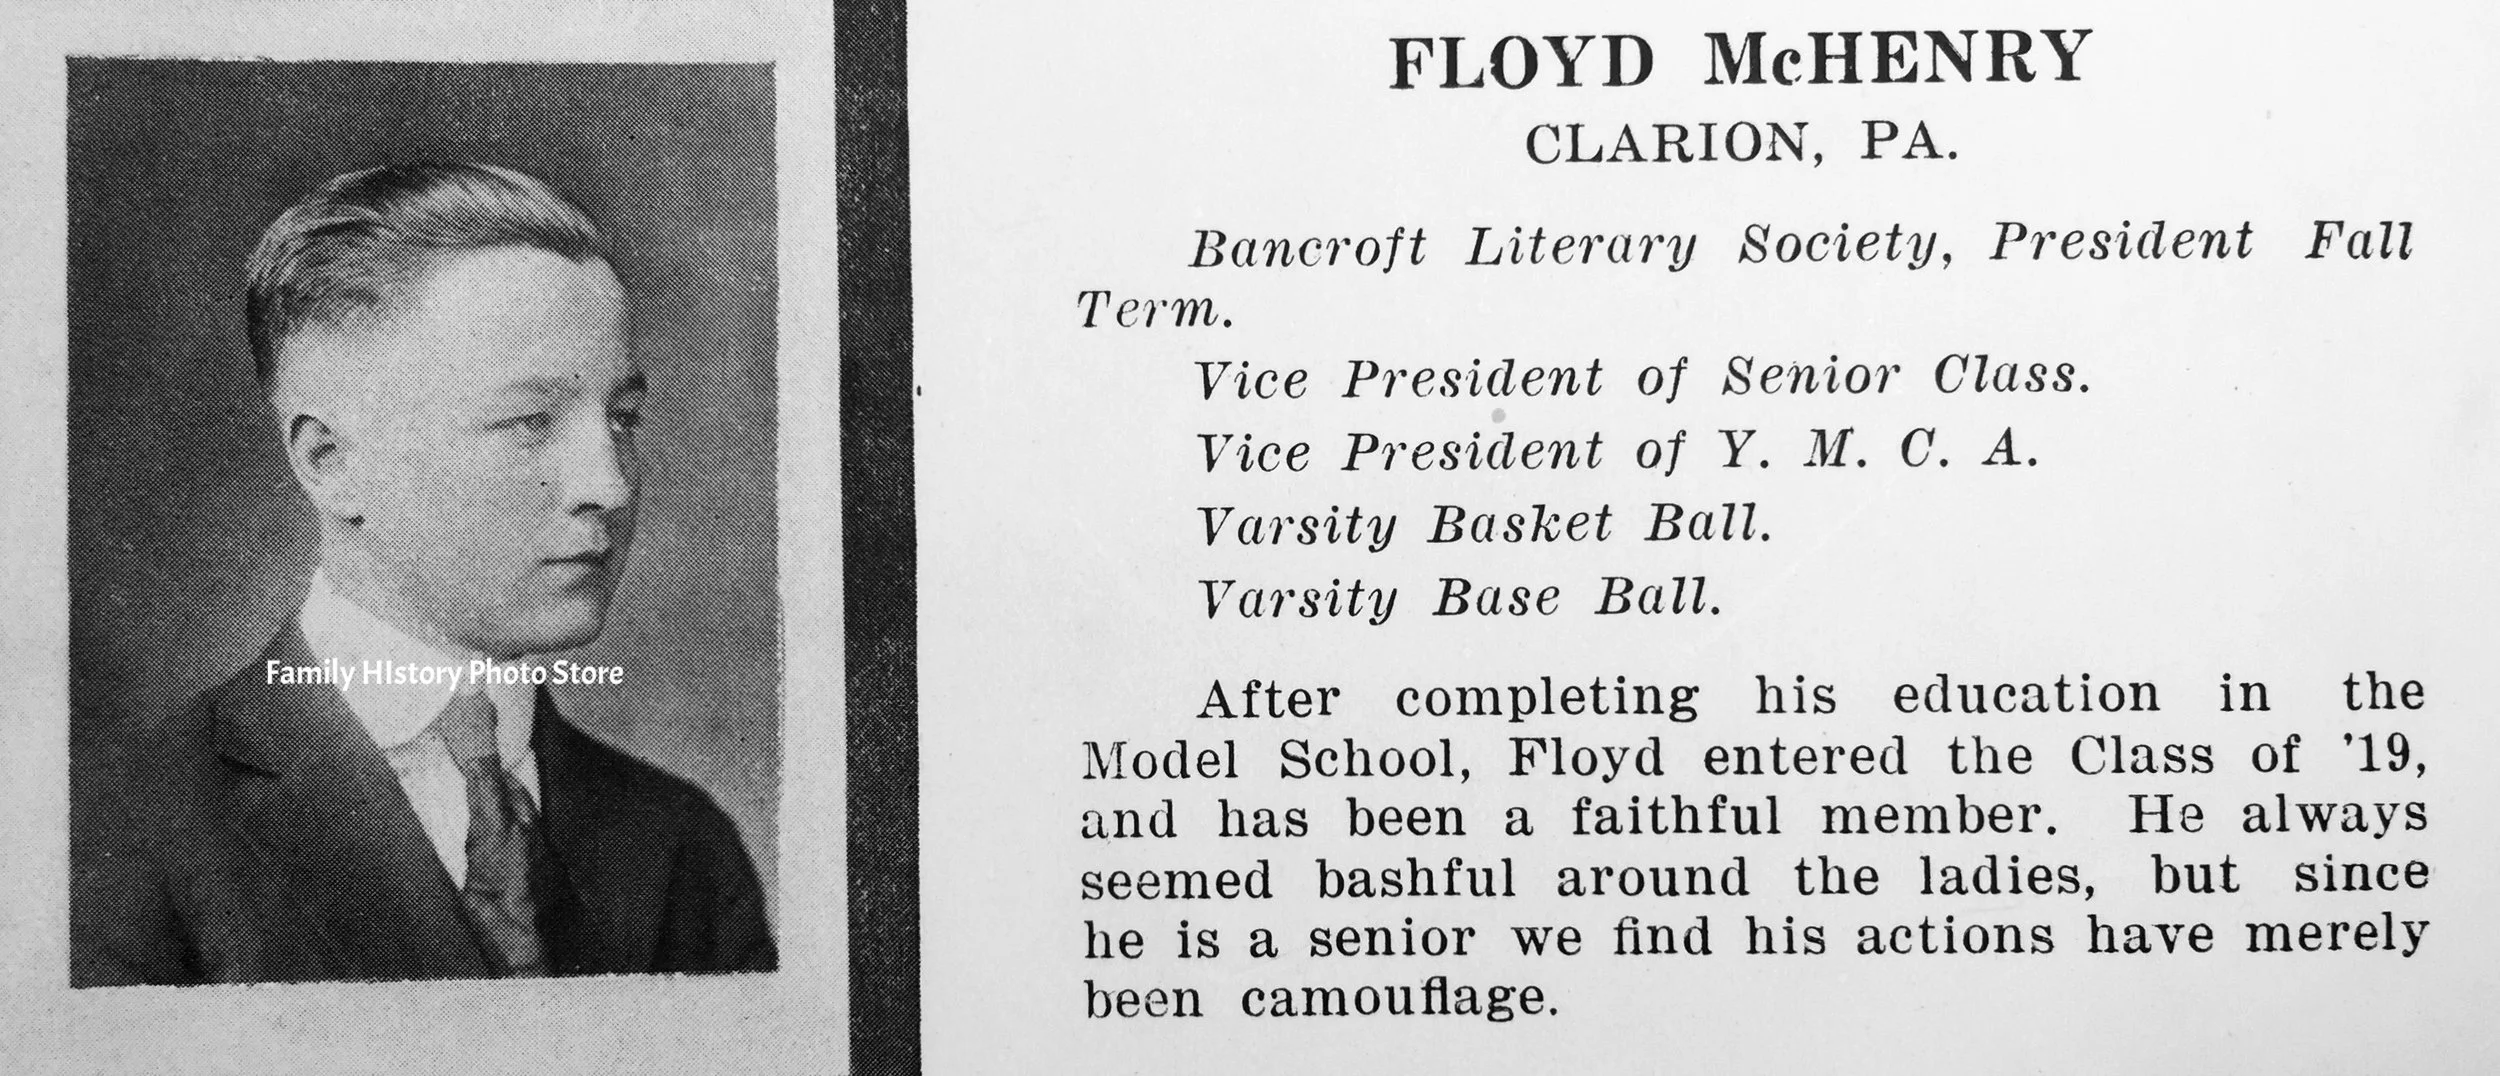 Family HIstory Photo Store
FLOYD McHENRY
CLARION, PA.
Bancroft Literary Society, President Fall
Term.
Vice President of Senior Class.
Vice President of Y. M. C. A.
Varsity Basket Ball.
Varsity Base Ball.
After completing his education in the
Model School, Floyd entered the Class of ’19,
and has been a faithful member. He always
seemed bashful around the ladies, but since
he is a senior we find his actions have merely
been camouflage.